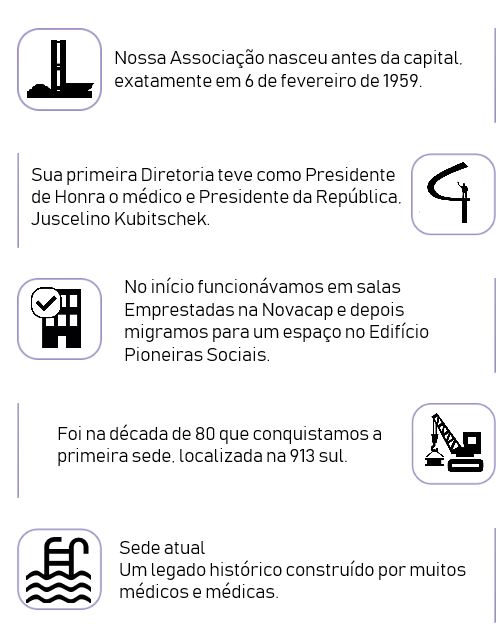 Nossa Associação nasceu antes da capital,
exatamente em 6 de fevereiro de 1959.
Sua primeira Diretoria teve como Presidente
de Honra o médico e Presidente da República,
Juscelino Kubitschek.
No início funcionávamos em salas
Emprestadas na Novacap e depois
migramos para um espaço no Edifício
Pioneiras Sociais.
Foi na década de 80 que conquistamos a
primeira sede, localizada na 913 sul.
Sede atual
Um legado histórico construído por muitos
médicos e médicas.